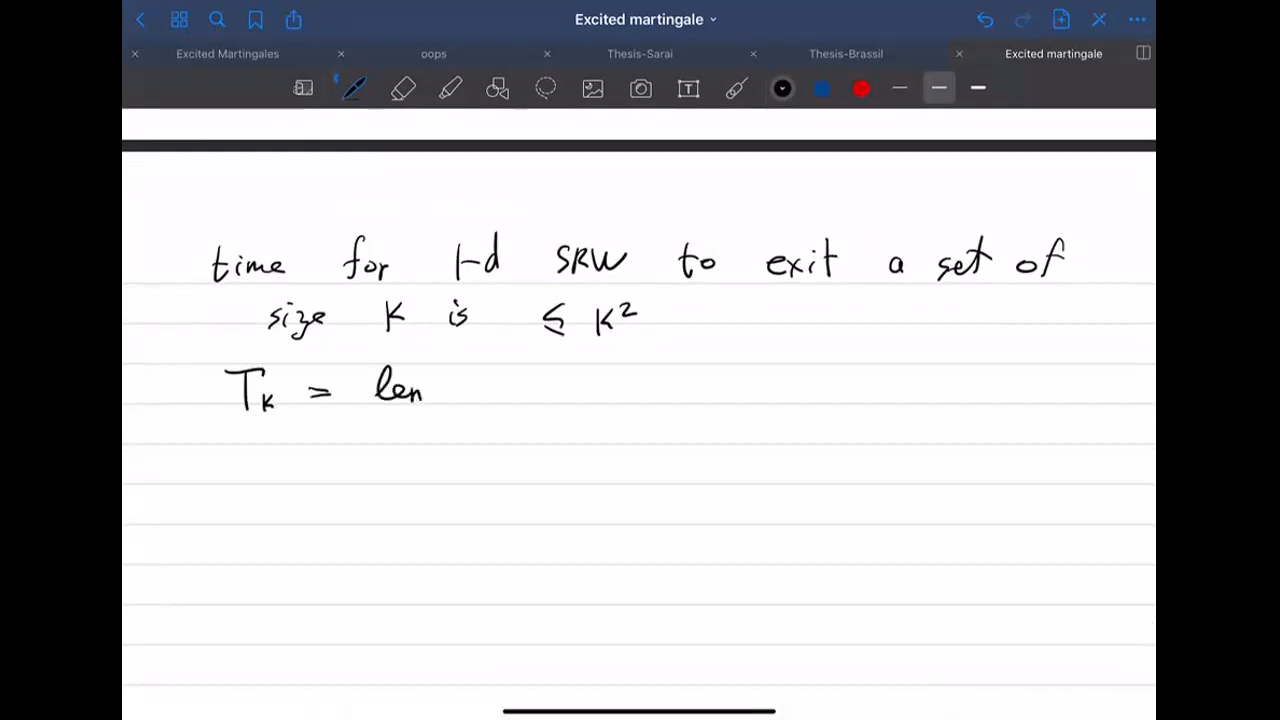 Excited martingale
Excited Martingales
oops
Thesis-Sarai
Thesis-Brassil
Excited martingale
time for 1-d SRW to exit a set of
size K is ≤ K²
T_K = len